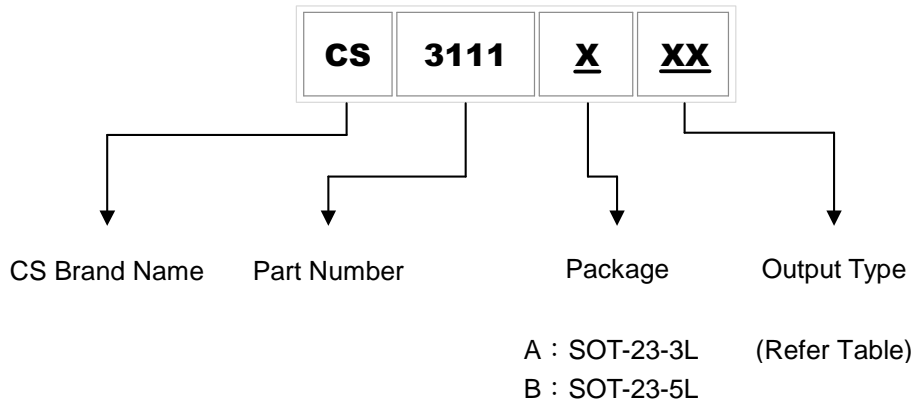 CS 3111 X XX
CS Brand Name Part Number Package Output Type
A：SOT-23-3L (Refer Table)
B：SOT-23-5L